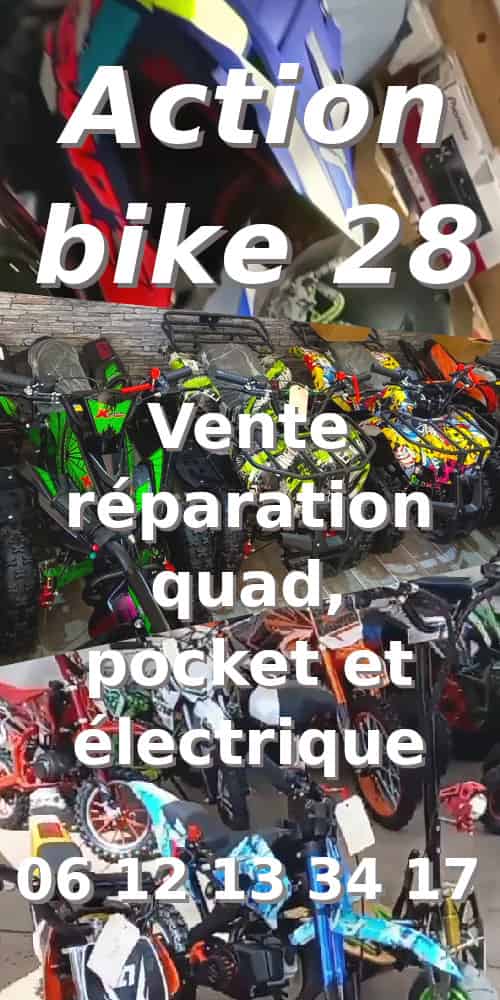 Action
bike 28
Vente
réparation
quad,
pocket et
électrique
06 12 13 34 17